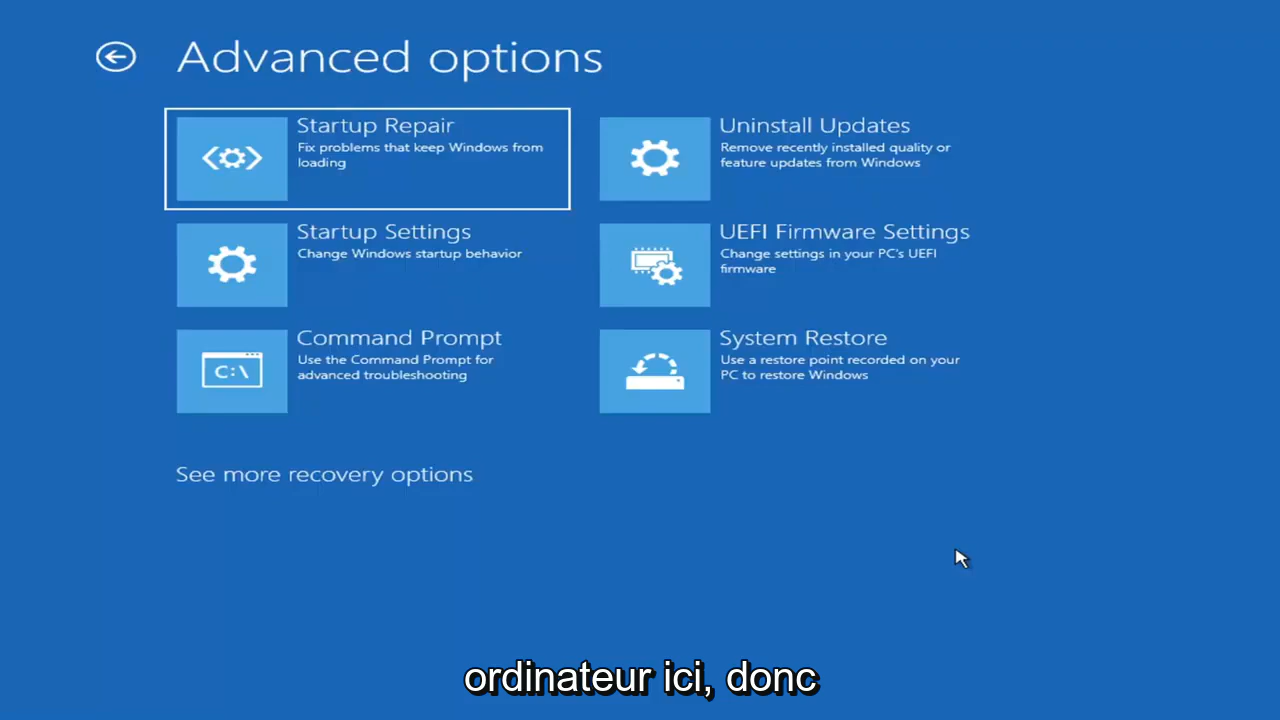 Advanced options
Startup Repair
Fix problems that keep Windows from
loading
Uninstall Updates
Remove recently installed quality or
feature updates from Windows
Startup Settings
Change Windows startup behavior
UEFI Firmware Settings
Change settings in your PC's UEFI
firmware
Command Prompt
Use the Command Prompt for
advanced troubleshooting
C:\
System Restore
Use a restore point recorded on your
PC to restore Windows
See more recovery options
ordinateur ici, donc